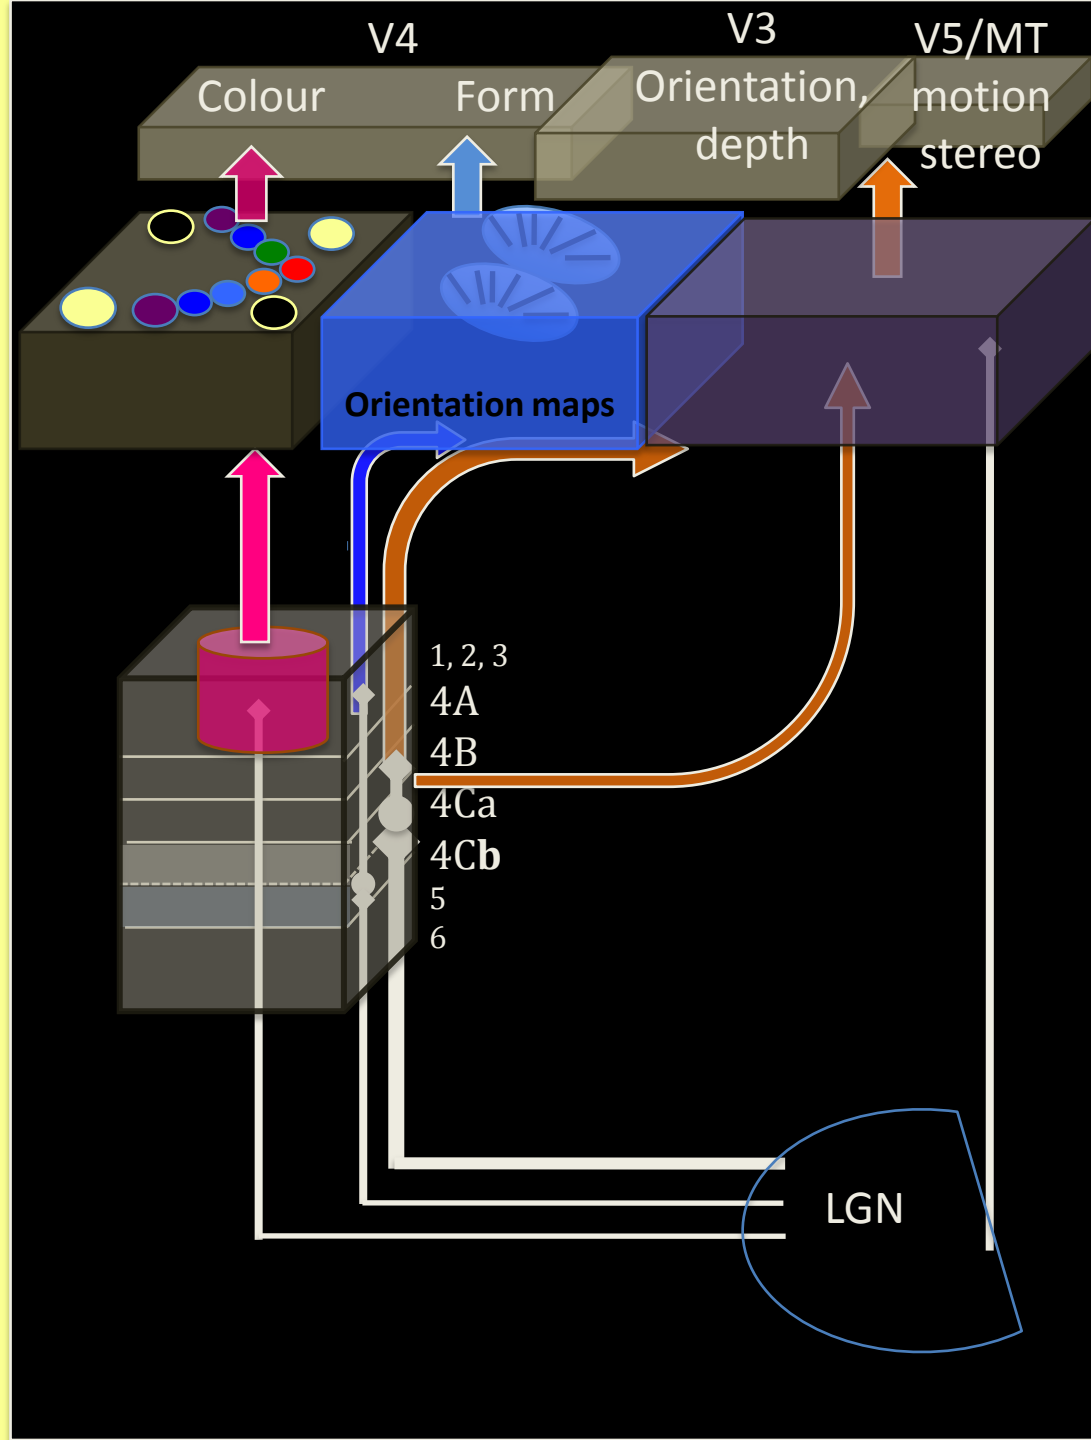 V4
V3
V5/MT
Colour
Form
Orientation,
depth
motion
stereo
Orientation maps
1, 2, 3
4A
4B
4Ca
4Cb
5
6
LGN